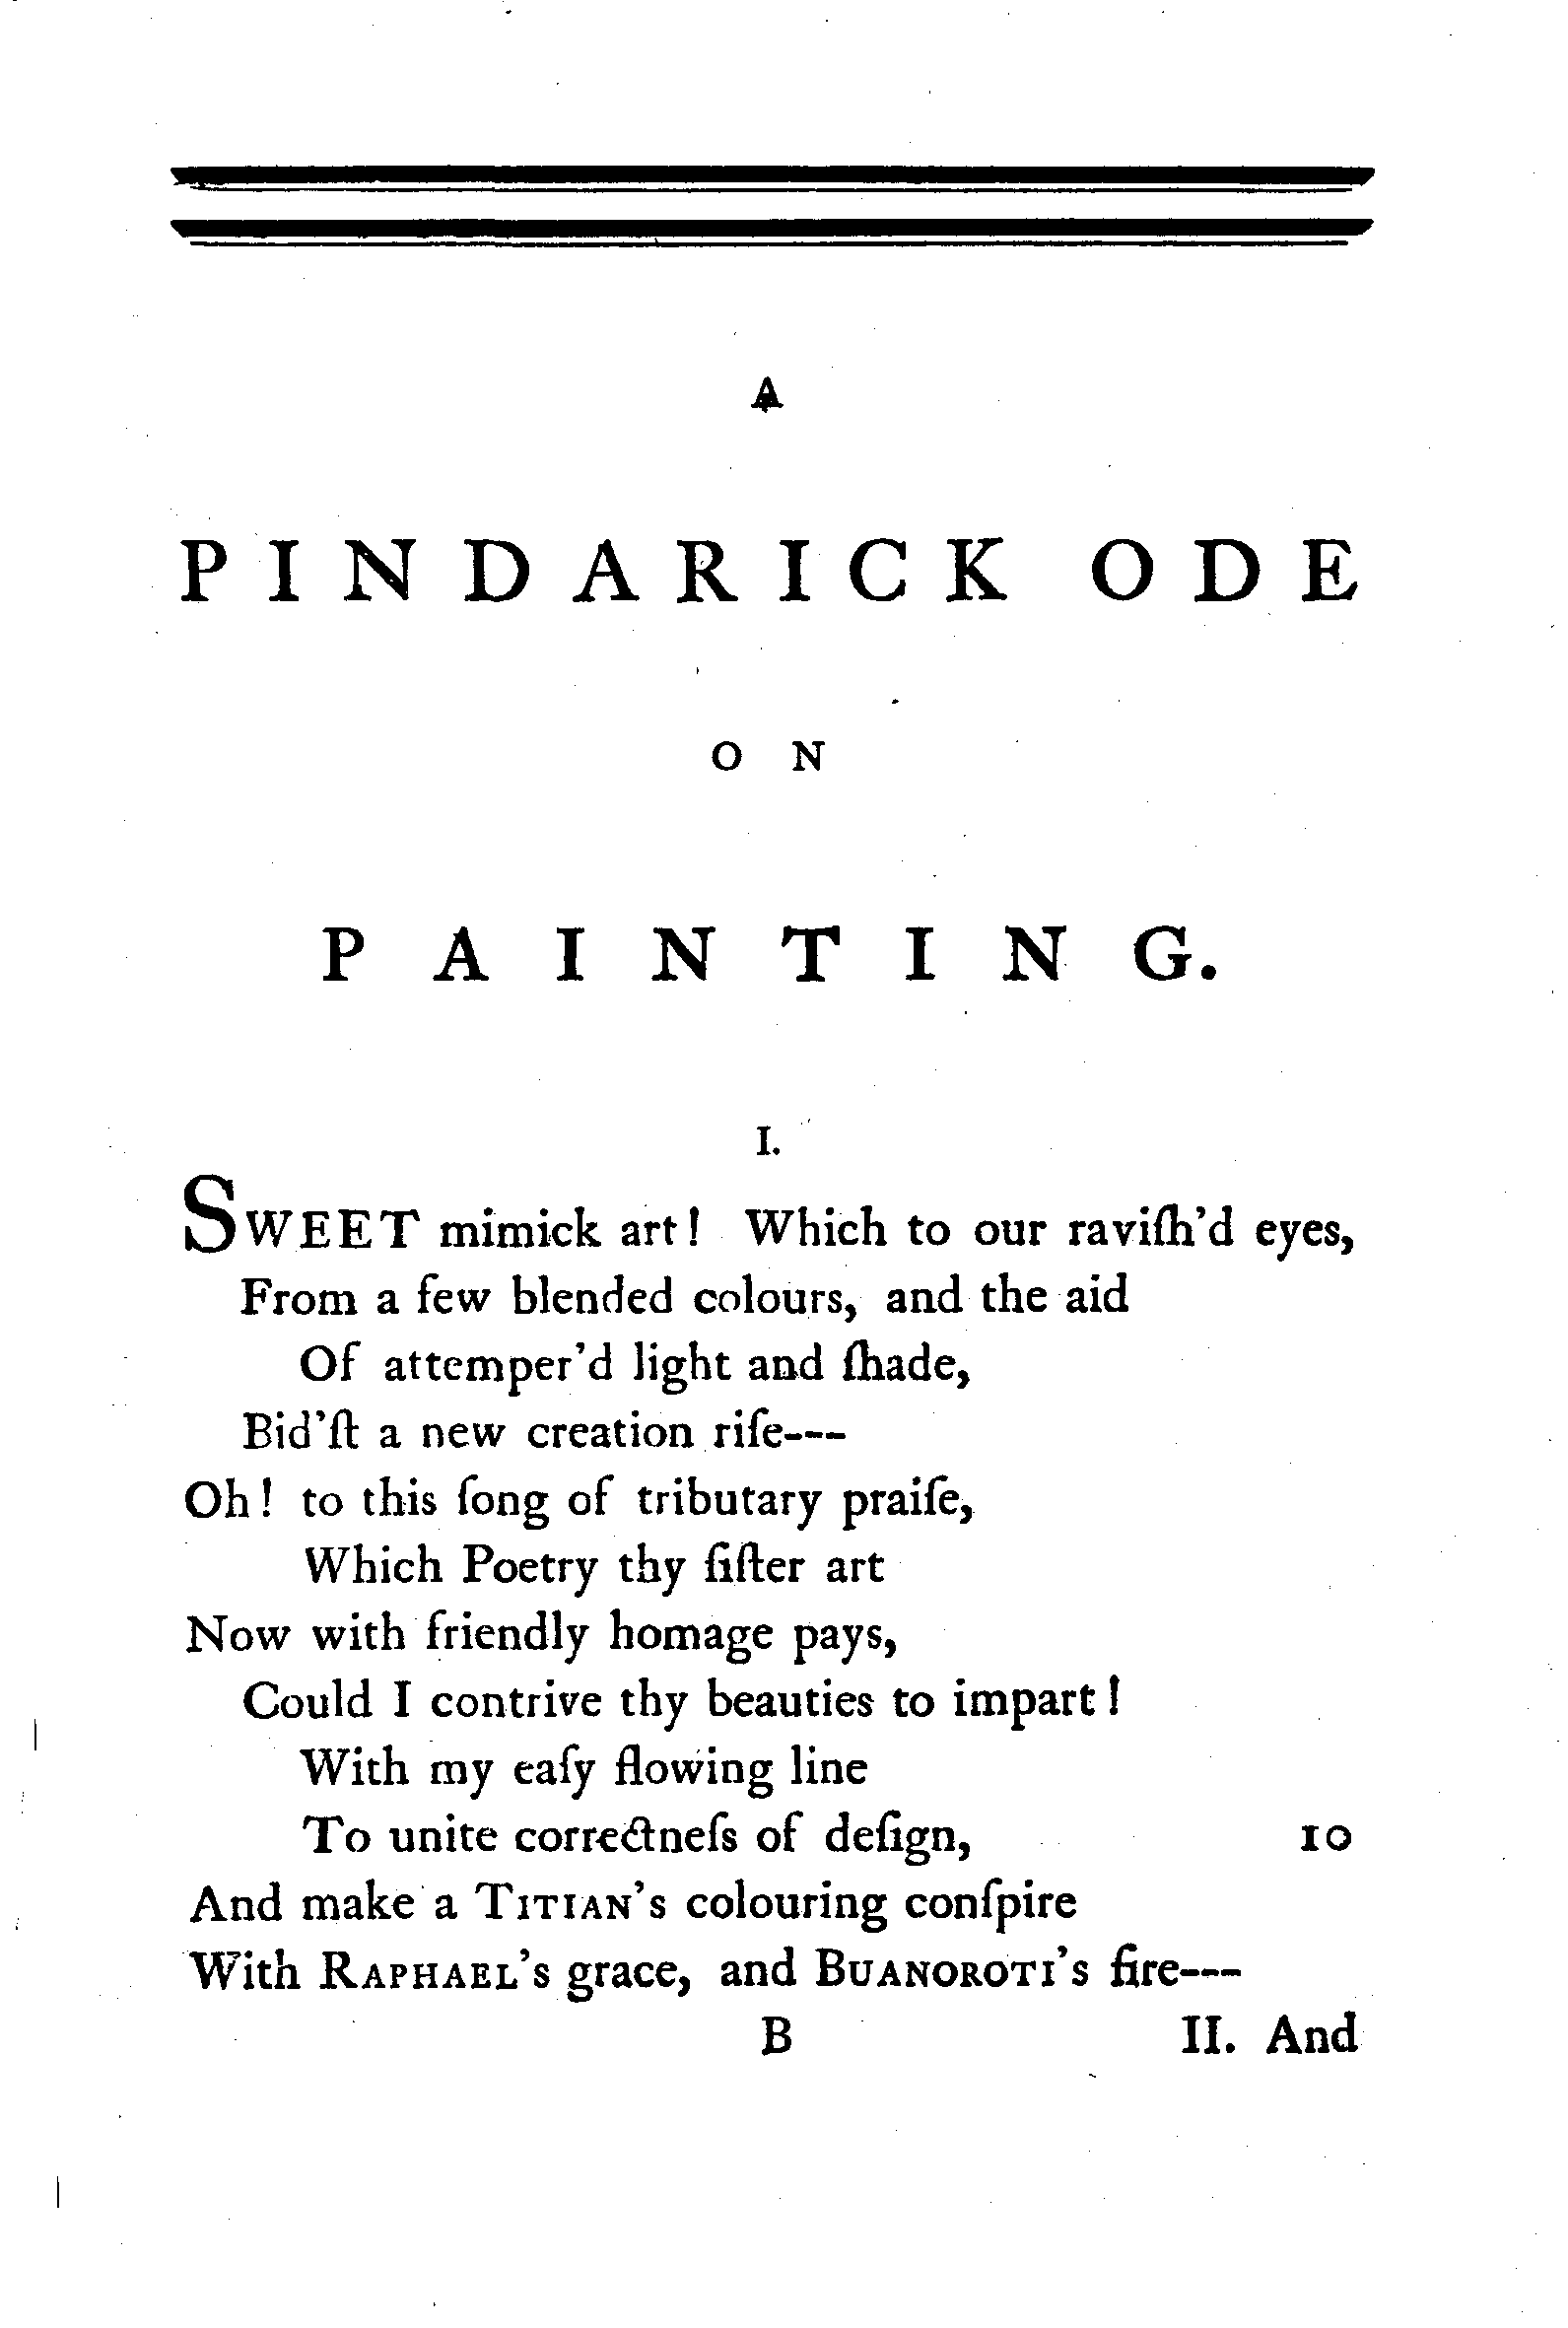 A
PINDARICK ODE
ON
PAINTING.
I.
SWEET mimick art! Which to our raviſh'd eyes,
From a few blended colours, and the aid
Of attemper'd light and ſhade,
Bid'ſt a new creation riſe---
Oh! to this ſong of tributary praiſe,
Which Poetry thy ſiſter art
Now with friendly homage pays,
Could I contrive thy beauties to impart!
With my eaſy flowing line
To unite correctneſs of deſign, 10
And make a TITIAN's colouring conſpire
With RAPHAEL's grace, and BUANOROTI's fire---
B II. And